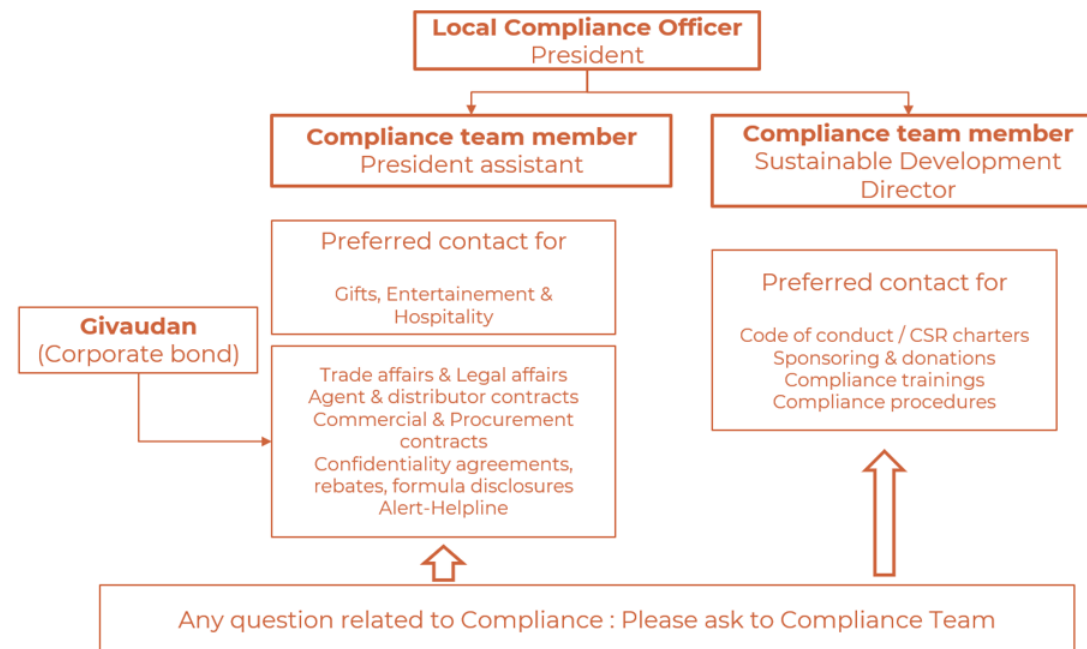 Local Compliance Officer
President
Compliance team member
President assistant
Compliance team member
Sustainable Development
Director
Preferred contact for
Gifts, Entertainement &
Hospitality
Preferred contact for
Code of conduct / CSR charters
Sponsoring & donations
Compliance trainings
Compliance procedures
Givaudan
(Corporate bond)
Trade affairs & Legal affairs
Agent & distributor contracts
Commercial & Procurement
contracts
Confidentiality agreements,
rebates, formula disclosures
Alert-Helpline
Any question related to Compliance : Please ask to Compliance Team